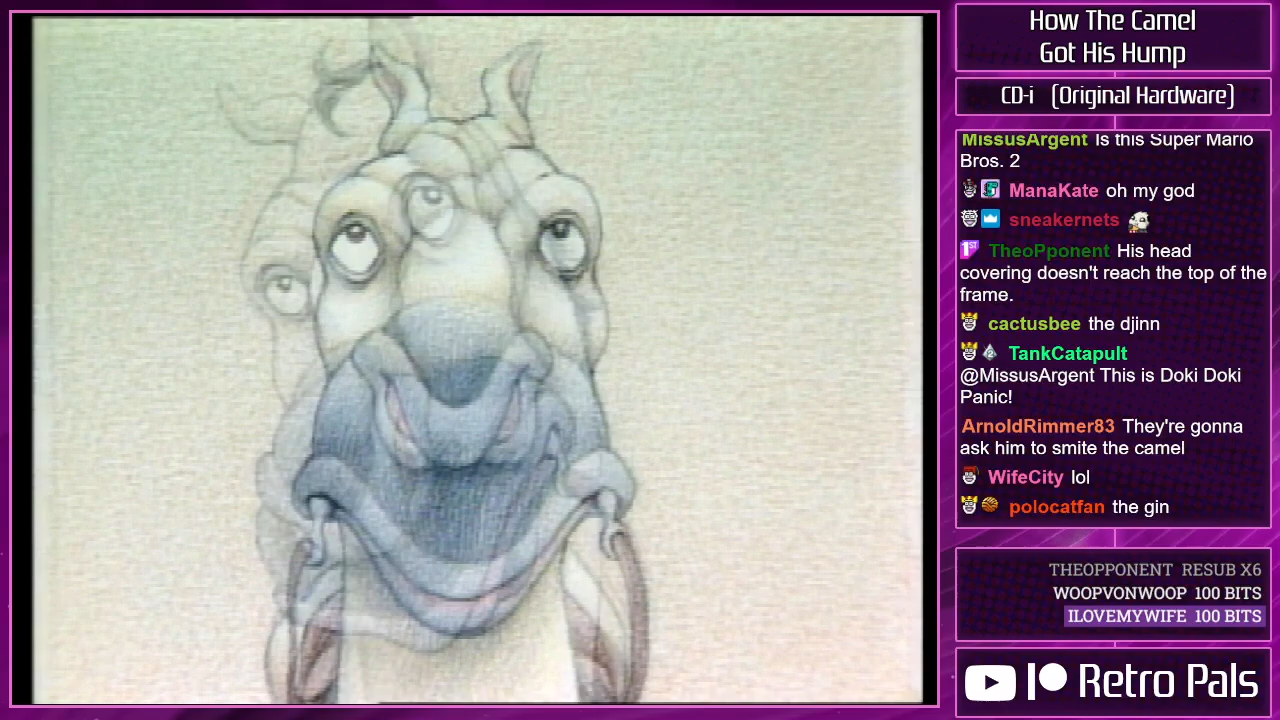 How The Camel
Got His Hump
CD-i (Original Hardware)
MissusArgent Is this Super Mario
Bros. 2
ManaKate oh my god
sneakernets
1ST TheoPponent His head
covering doesn't reach the top of the
frame.
cactusbee the djinn
2 TankCatapult
@MissusArgent This is Doki Doki
Panic!
ArnoldRimmer83 They're gonna
ask him to smite the camel
WifeCity lol
polocatfan the gin
THEOPPONENT RESUB X6
WOOPVONWOOP 100 BITS
ILOVEMYWIFE 100 BITS
Retro Pals